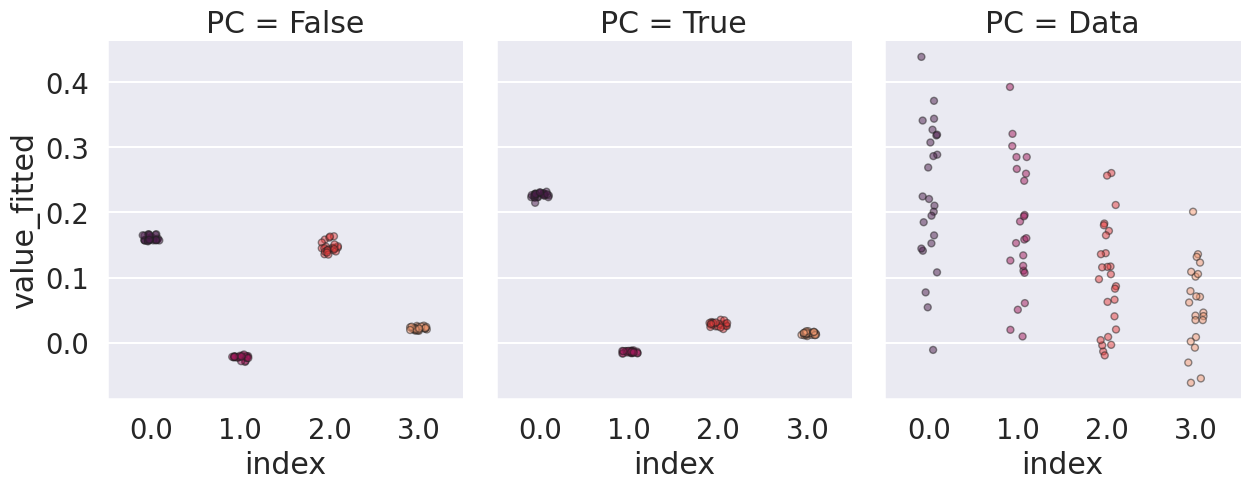 PC = False
PC = True
PC = Data
value_fitted
0.4
0.3
0.2
0.1
0.0
0.0 1.0 2.0 3.0
index
0.0 1.0 2.0 3.0
index
0.0 1.0 2.0 3.0
index